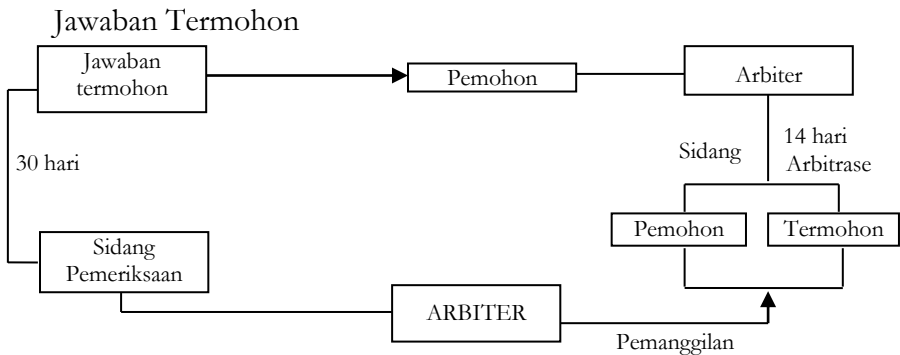 Jawaban Termohon
Jawaban
termohon
Pemohon
Arbiter
30 hari
Sidang
14 hari
Arbitrase
Pemohon
Termohon
Sidang
Pemeriksaan
ARBITER
Pemanggilan